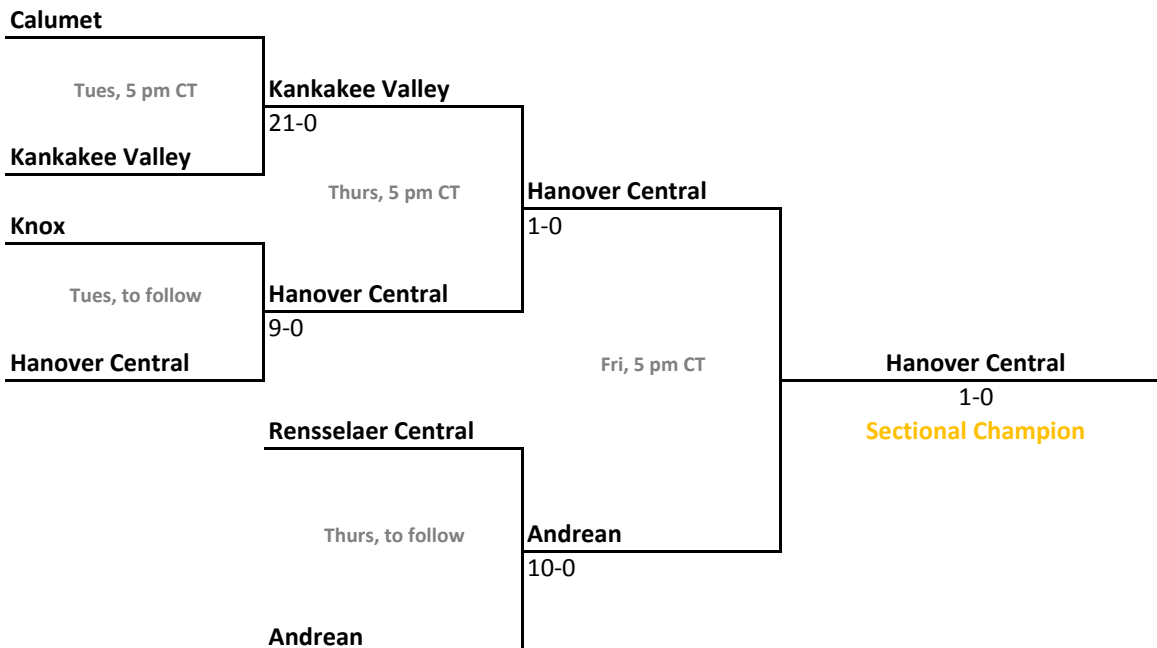 Calumet
Tues, 5 pm CT
Kankakee Valley
21-0
Kankakee Valley
Thurs, 5 pm CT
Hanover Central
1-0
Knox
Tues, to follow
Hanover Central
9-0
Hanover Central
Fri, 5 pm CT
Hanover Central
1-0
Sectional Champion
Rensselaer Central
Thurs, to follow
Andrean
10-0
Andrean